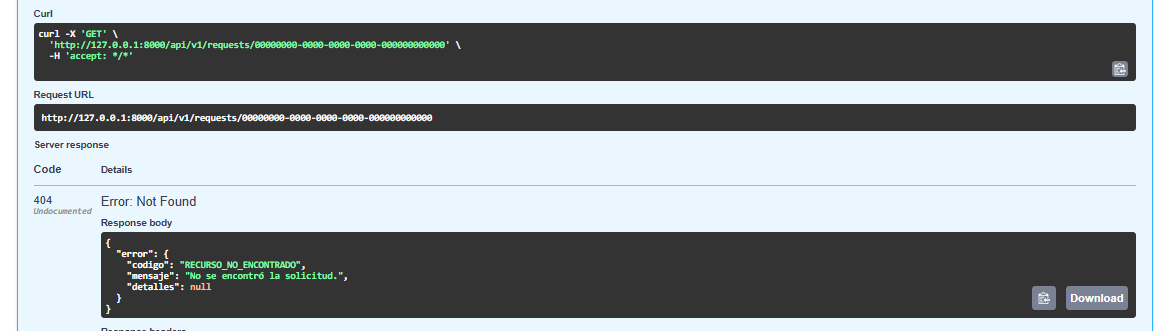 Curl
curl -X 'GET' \
'http://127.0.0.1:8000/api/v1/requests/00000000-0000-0000-0000-000000000000' \
-H 'accept: */*'
Request URL
http://127.0.0.1:8000/api/v1/requests/00000000-0000-0000-0000-000000000000
Server response
Code Details
404 Error: Not Found
Undocumented
Response body
{
"error": {
"codigo": "RECURSO_NO_ENCONTRADO",
"mensaje": "No se encontró la solicitud.",
"detalles": null
}
}
Download
Response headers